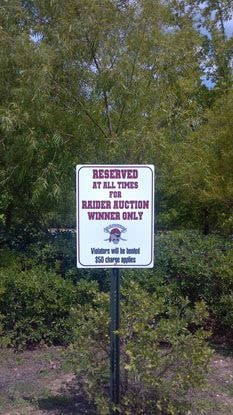 RESERVED
AT ALL TIMES
FOR
RAIDER AUCTION
WINNER ONLY
Violators will be booted
$50 charge applies